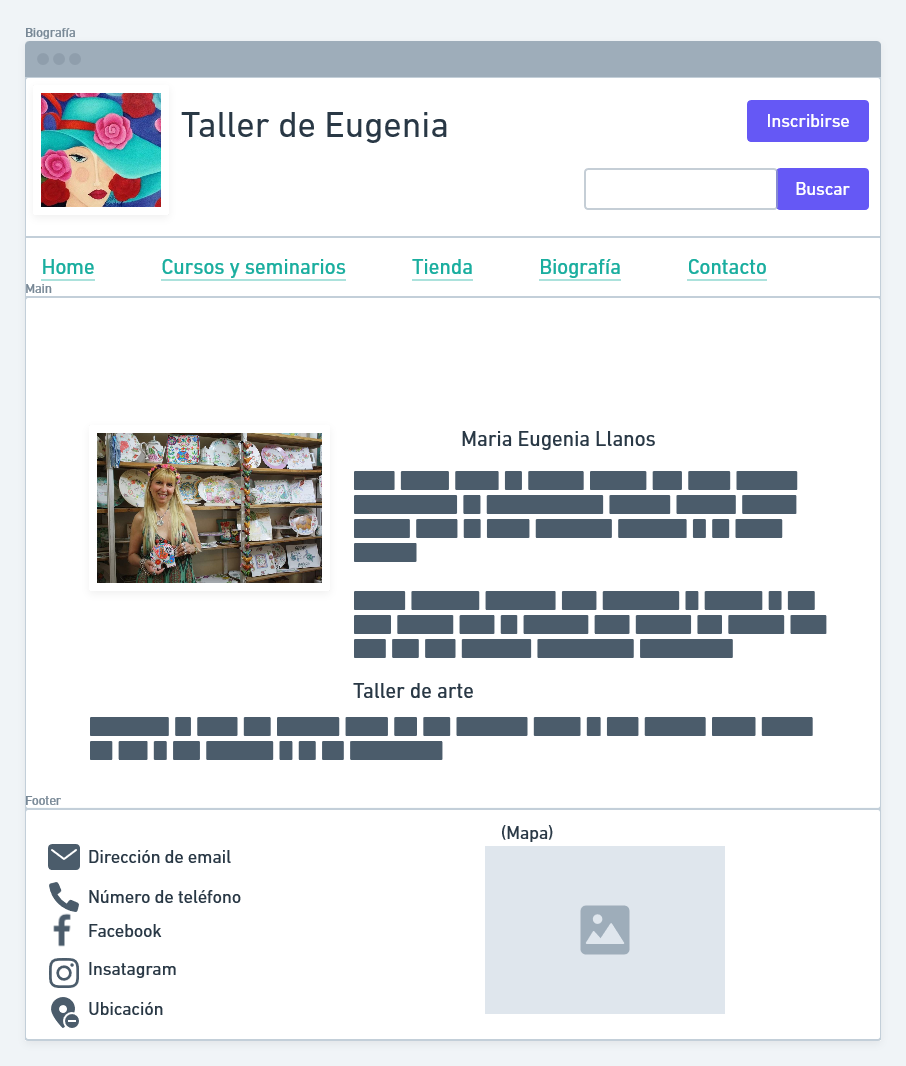 Biografía
Taller de Eugenia
Inscribirse
Buscar
Home
Cursos y seminarios
Tienda
Biografía
Contacto
Main
Maria Eugenia Llanos
Taller de arte
Footer
(Mapa)
Dirección de email
Número de teléfono
Facebook
Insatagram
Ubicación